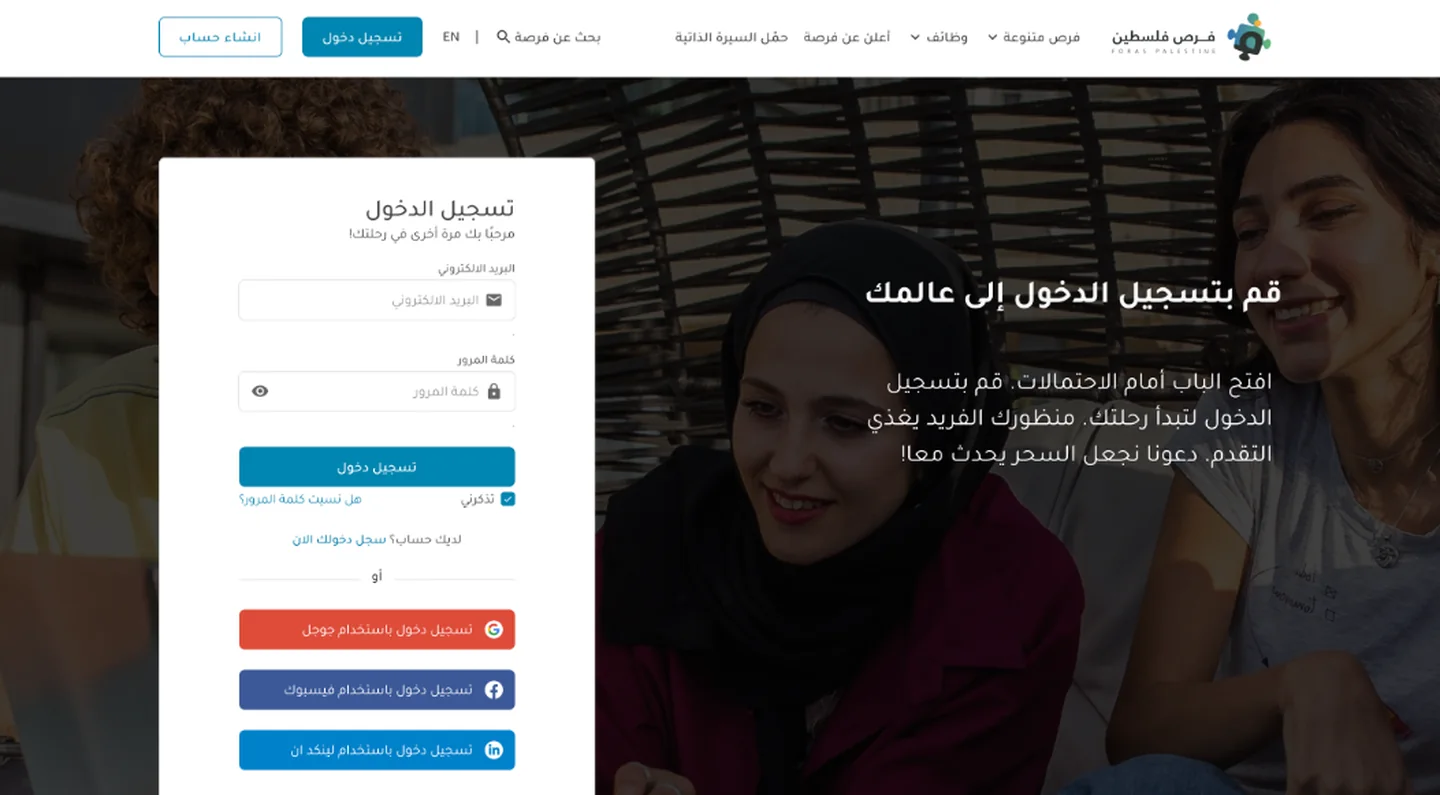 فـرص فلسطين
FORAS PALESTINE
فرص متنوعة
وظائف
أعلن عن فرصة
حمّل السيرة الذاتية
بحث عن فرصة
|
EN
تسجيل دخول
انشاء حساب
تسجيل الدخول
مرحبًا بك مرة أخرى في رحلتك!
البريد الالكتروني
البريد الالكتروني
.
كلمة المرور
كلمة المرور
.
تسجيل دخول
تذكرني
هل نسيت كلمة المرور؟
لديك حساب؟ سجل دخولك الان
أو
تسجيل دخول باستخدام جوجل
تسجيل دخول باستخدام فيسبوك
تسجيل دخول باستخدام لينكد ان
قم بتسجيل الدخول إلى عالمك
افتح الباب أمام الاحتمالات. قم بتسجيل
الدخول لتبدأ رحلتك. منظورك الفريد يغذي
التقدم. دعونا نجعل السحر يحدث معا!